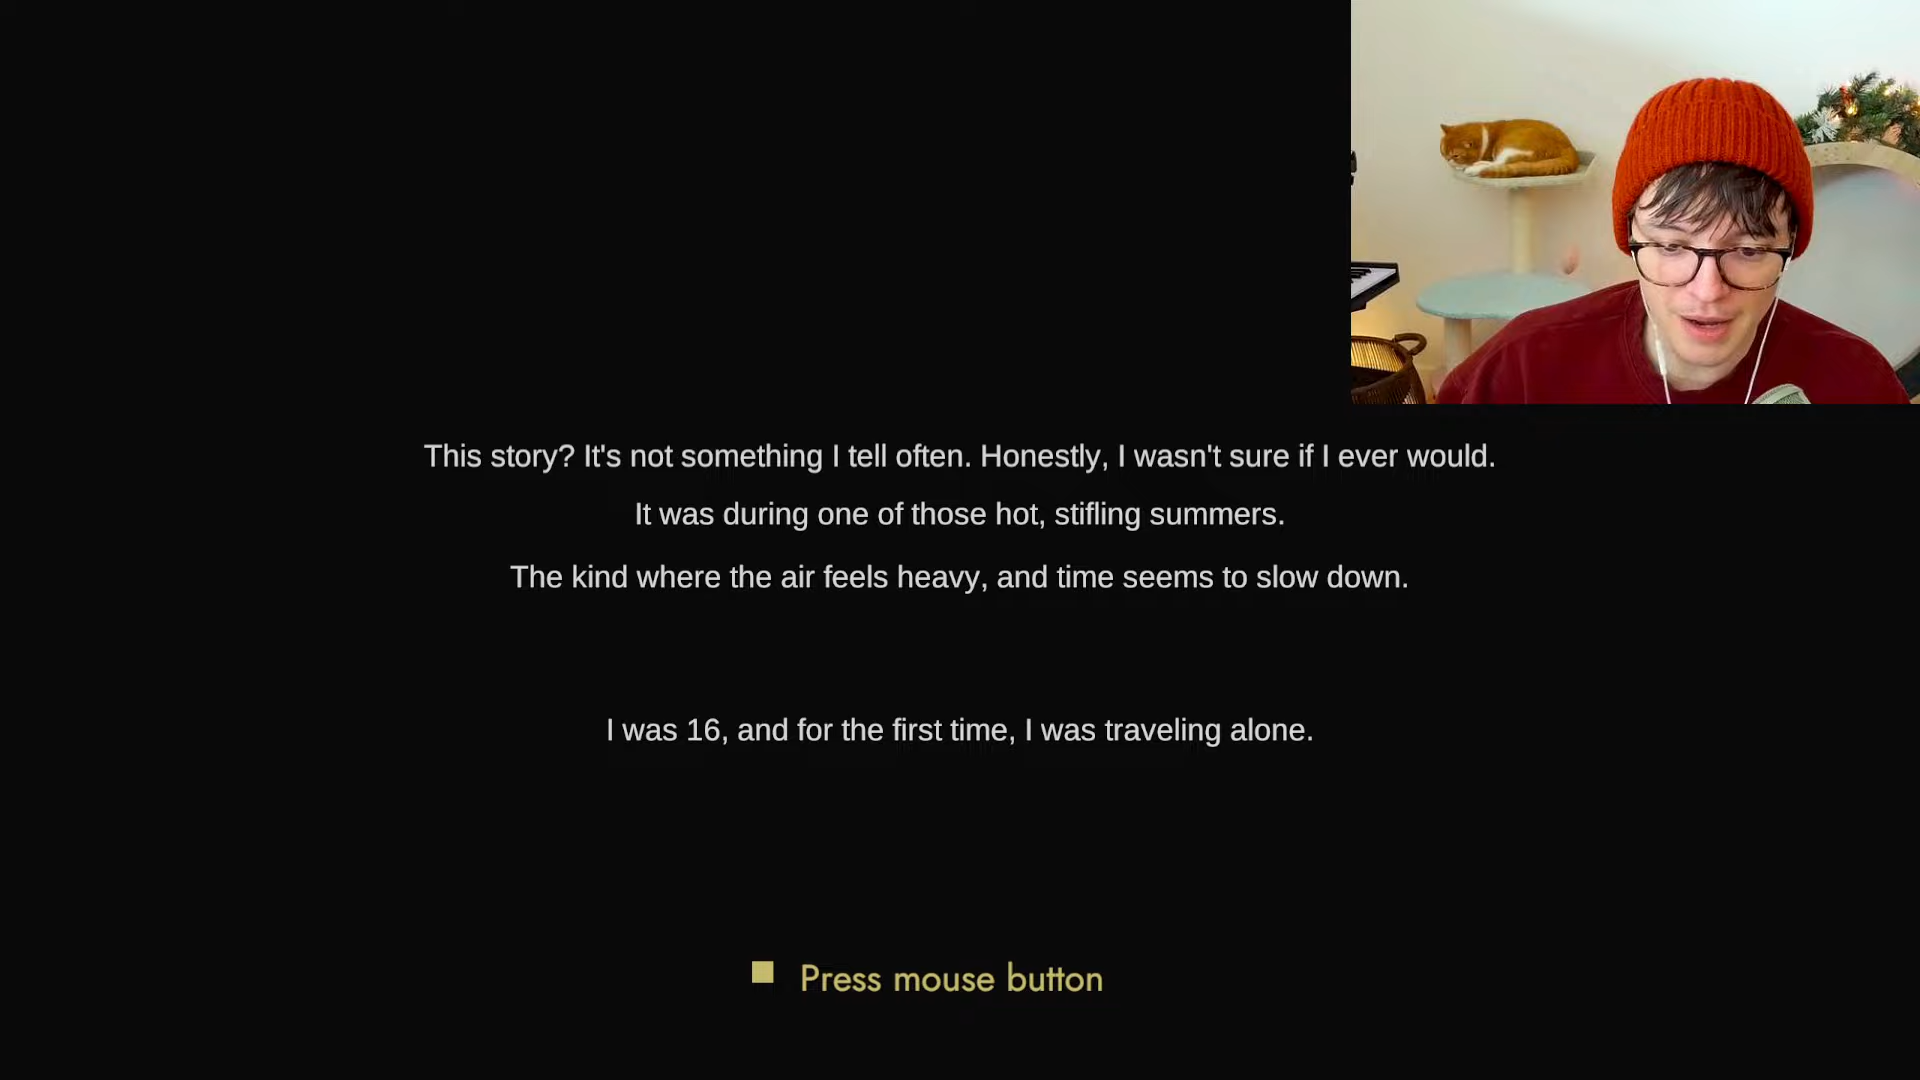 This story? It's not something I tell often. Honestly, I wasn't sure if I ever would.
It was during one of those hot, stifling summers.
The kind where the air feels heavy, and time seems to slow down.
I was 16, and for the first time, I was traveling alone.
Press mouse button